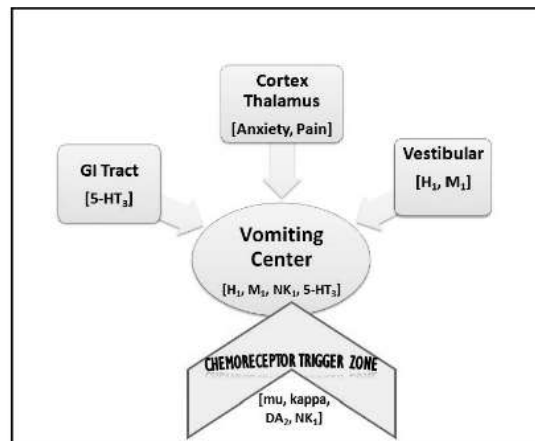 Cortex
Thalamus
[Anxiety, Pain]
GI Tract
[5-HT₃]
Vestibular
[H₁, M₁]
Vomiting
Center
[H₁, M₁, NK₁, 5-HT₃]
CHEMORECEPTOR TRIGGER ZONE
[mu, kappa,
DA₂, NK₁]